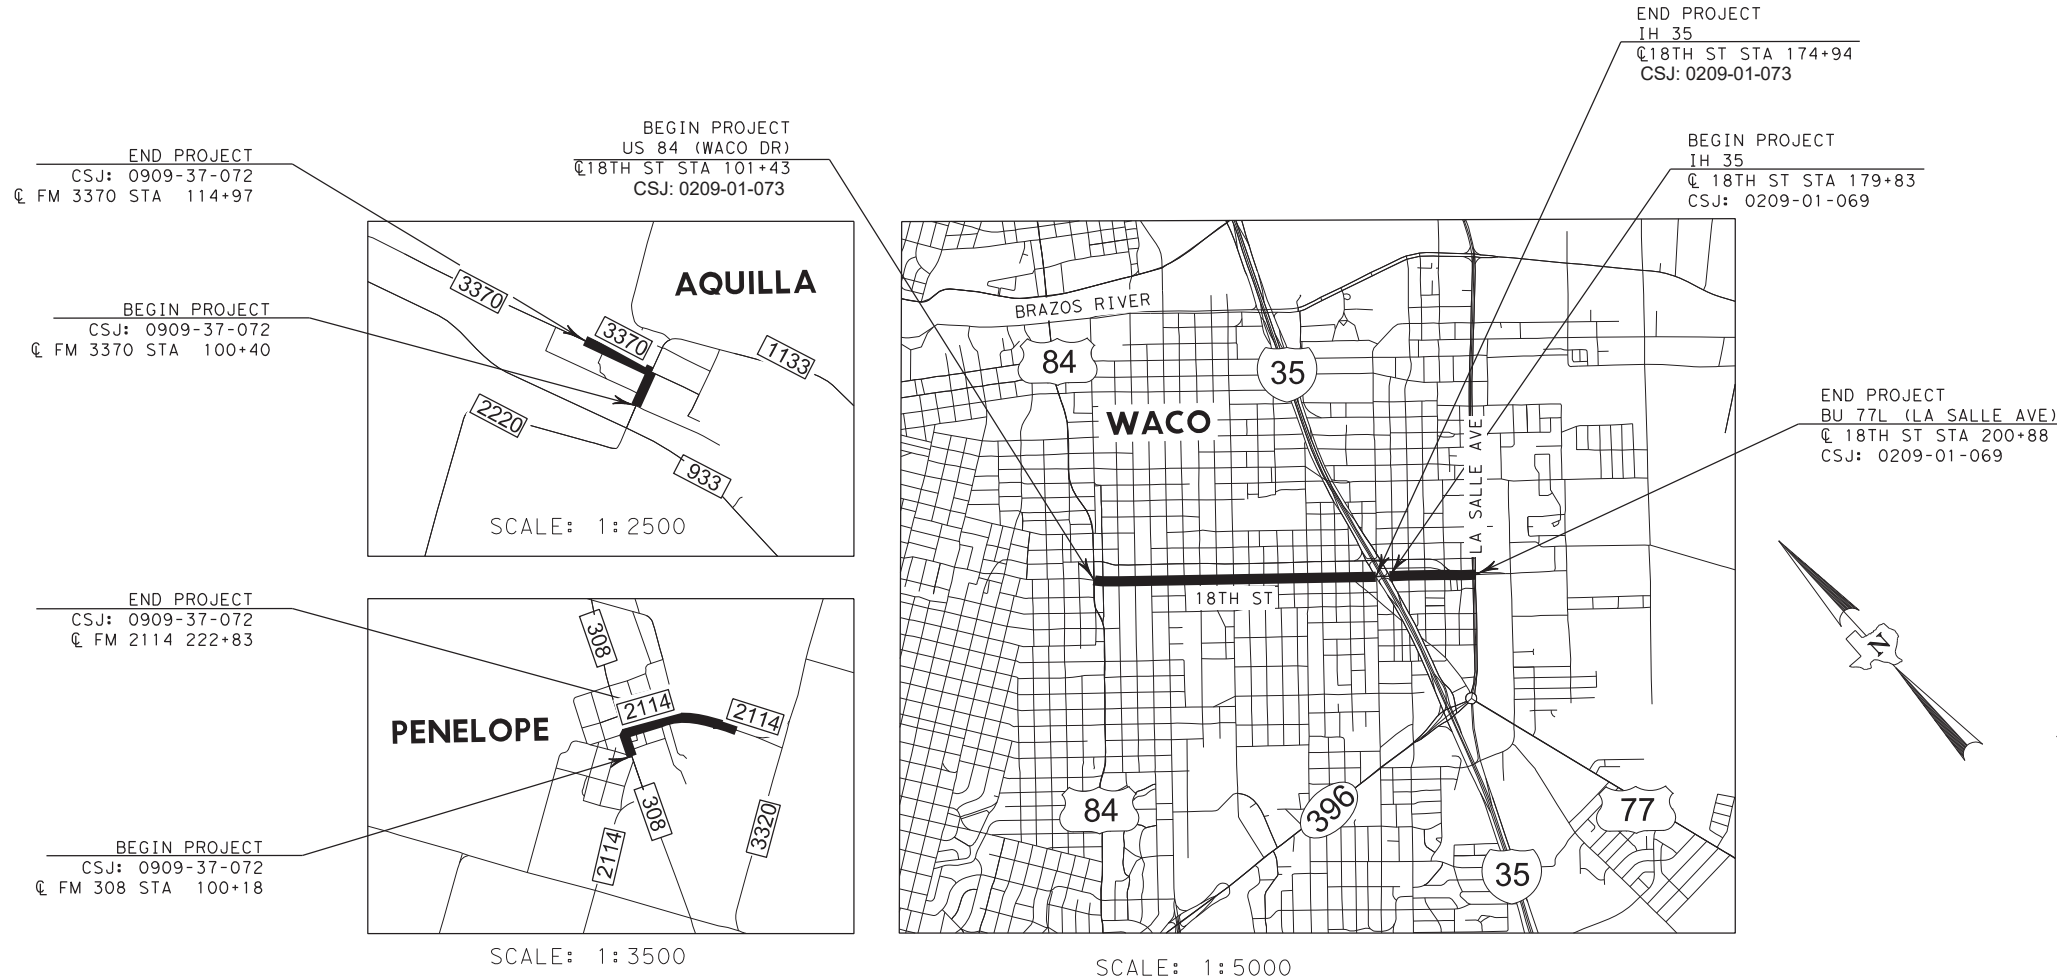 END PROJECT
IH 35
℄18TH ST STA 174+94
CSJ: 0209-01-073
BEGIN PROJECT
US 84 (WACO DR)
℄18TH ST STA 101+43
CSJ: 0209-01-073
BEGIN PROJECT
IH 35
℄ 18TH ST STA 179+83
CSJ: 0209-01-069
END PROJECT
CSJ: 0909-37-072
℄ FM 3370 STA 114+97
BEGIN PROJECT
CSJ: 0909-37-072
℄ FM 3370 STA 100+40
AQUILLA
3370
3370
1133
2220
933
SCALE: 1:2500
END PROJECT
BU 77L (LA SALLE AVE)
℄ 18TH ST STA 200+88
CSJ: 0209-01-069
BRAZOS RIVER
84
35
WACO
LA SALLE AVE
18TH ST
84
396
77
35
SCALE: 1:5000
END PROJECT
CSJ: 0909-37-072
℄ FM 2114 222+83
BEGIN PROJECT
CSJ: 0909-37-072
℄ FM 308 STA 100+18
308
2114
2114
PENELOPE
308
2114
3320
SCALE: 1:3500
N